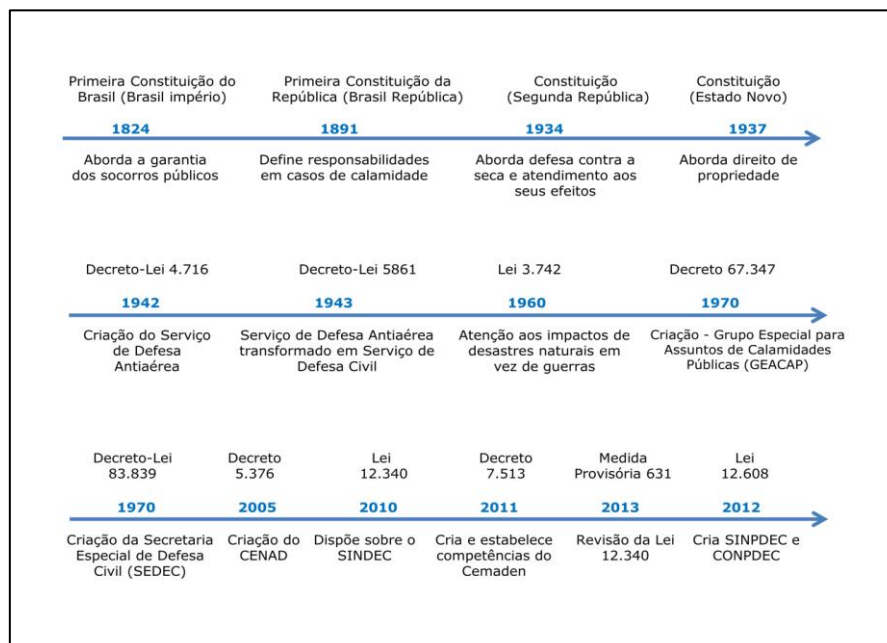 Primeira Constituição do
Brasil (Brasil império)
1824
Aborda a garantia
dos socorros públicos
Primeira Constituição da
República (Brasil República)
1891
Define responsabilidades
em casos de calamidade
Constituição
(Segunda República)
1934
Aborda defesa contra a
seca e atendimento aos
seus efeitos
Constituição
(Estado Novo)
1937
Aborda direito de
propriedade
Decreto-Lei 4.716
1942
Criação do Serviço
de Defesa
Antiaérea
Decreto-Lei 5861
1943
Serviço de Defesa Antiaérea
transformado em Serviço de
Defesa Civil
Lei 3.742
1960
Atenção aos impactos de
desastres naturais em
vez de guerras
Decreto 67.347
1970
Criação - Grupo Especial para
Assuntos de Calamidades
Públicas (GEACAP)
Decreto-Lei
83.839
1970
Criação da Secretaria
Especial de Defesa
Civil (SEDEC)
Decreto
5.376
2005
Criação do
CENAD
Lei
12.340
2010
Dispõe sobre o
SINDEC
Decreto
7.513
2011
Cria e estabelece
competências do
Cemaden
Medida
Provisória 631
2013
Revisão da Lei
12.340
Lei
12.608
2012
Cria SINPDEC e
CONPDEC